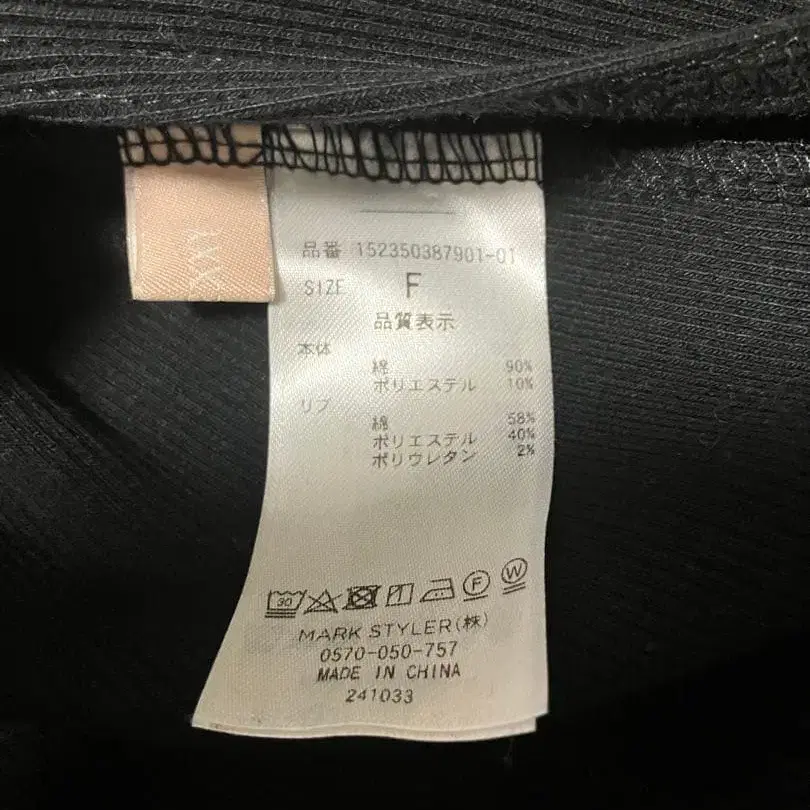 品番 152350387901-01
SIZE F
品質表示
本体
綿 90%
ポリエステル 10%
リブ
綿 58%
ポリエステル 40%
ポリウレタン 2%
30 F W
MARK STYLER(株)
0570-050-757
MADE IN CHINA
241033